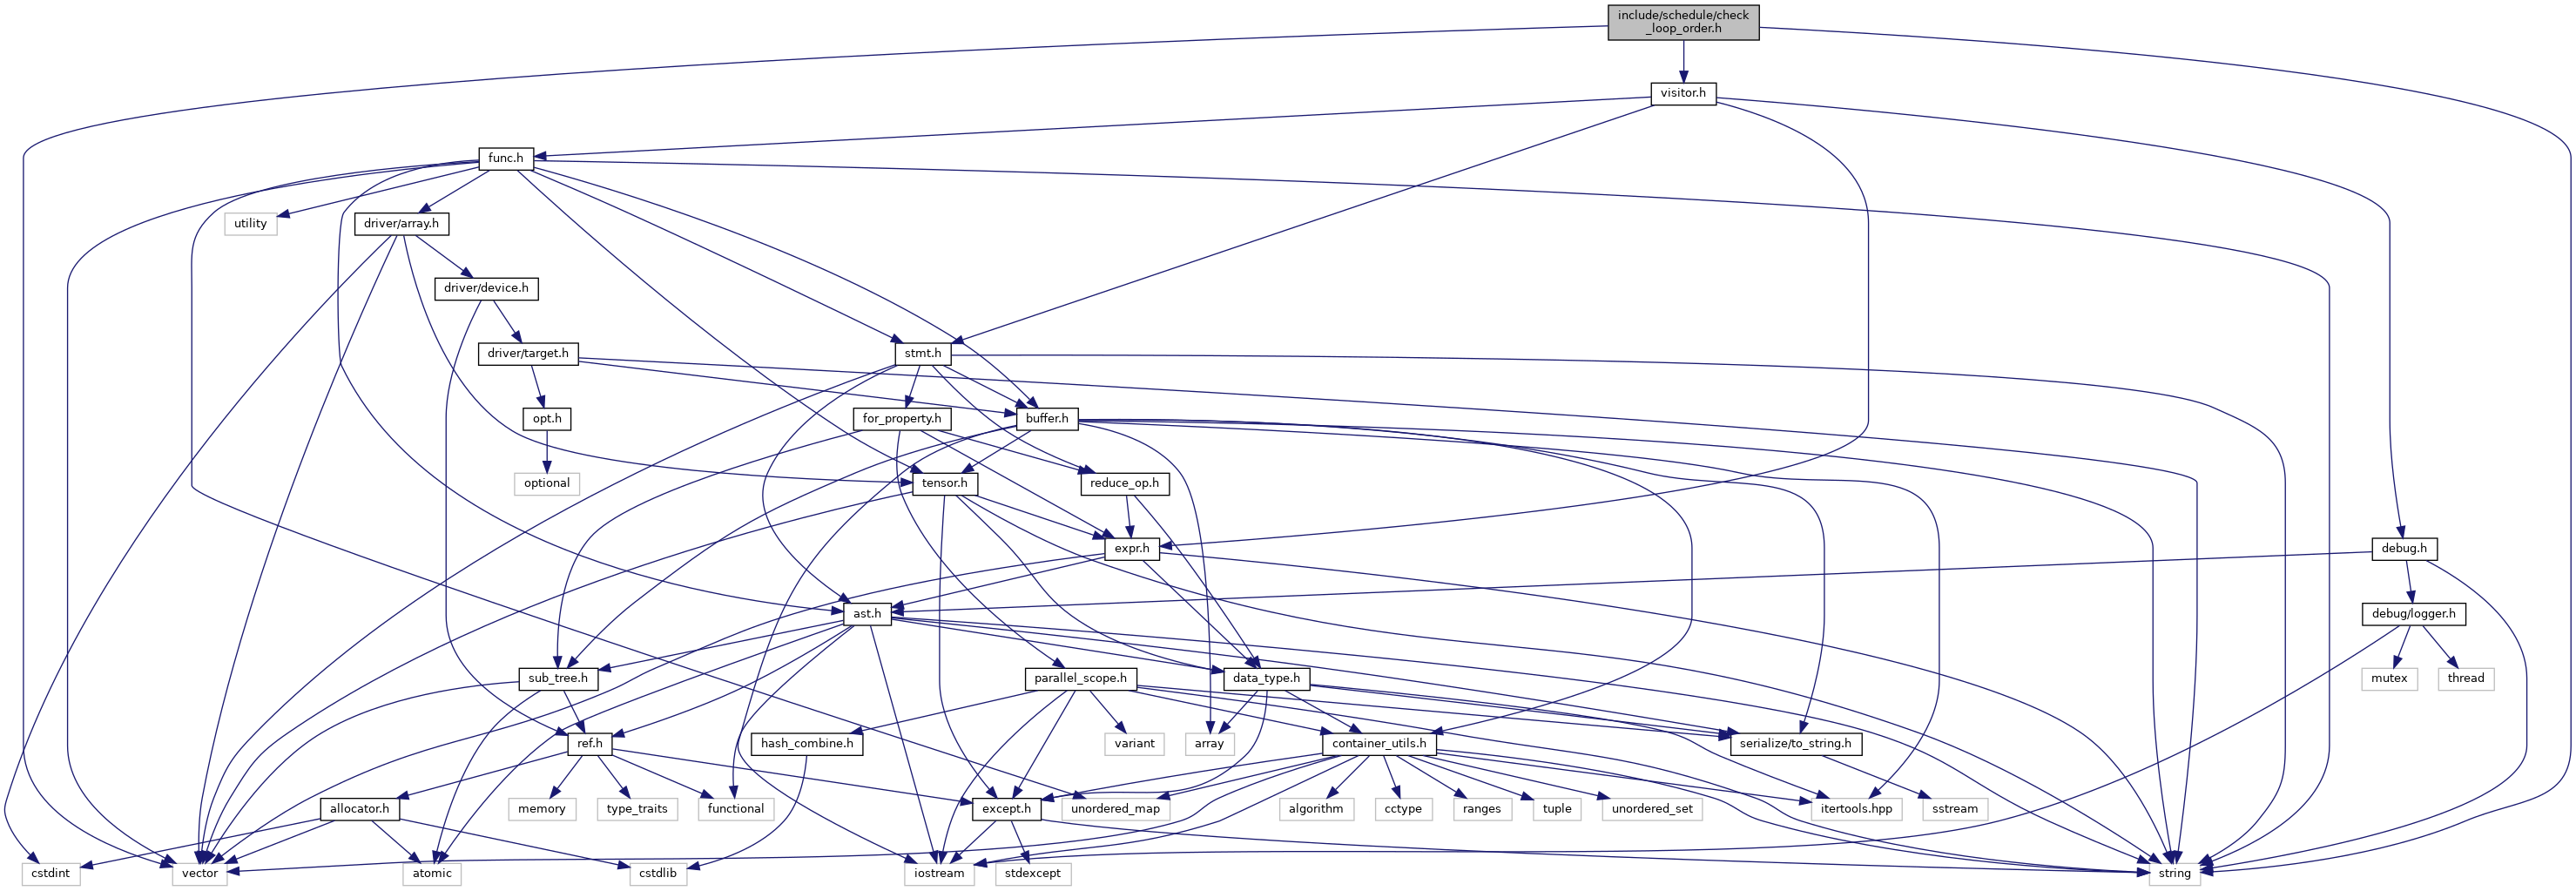 include/schedule/check
_loop_order.h
visitor.h
func.h
utility
driver/array.h
driver/device.h
driver/target.h
stmt.h
opt.h
for_property.h
buffer.h
optional
tensor.h
reduce_op.h
expr.h
debug.h
ast.h
debug/logger.h
sub_tree.h
parallel_scope.h
data_type.h
mutex
thread
ref.h
hash_combine.h
variant
array
container_utils.h
serialize/to_string.h
allocator.h
memory
type_traits
functional
except.h
unordered_map
algorithm
cctype
ranges
tuple
unordered_set
itertools.hpp
sstream
cstdint
vector
atomic
cstdlib
iostream
stdexcept
string